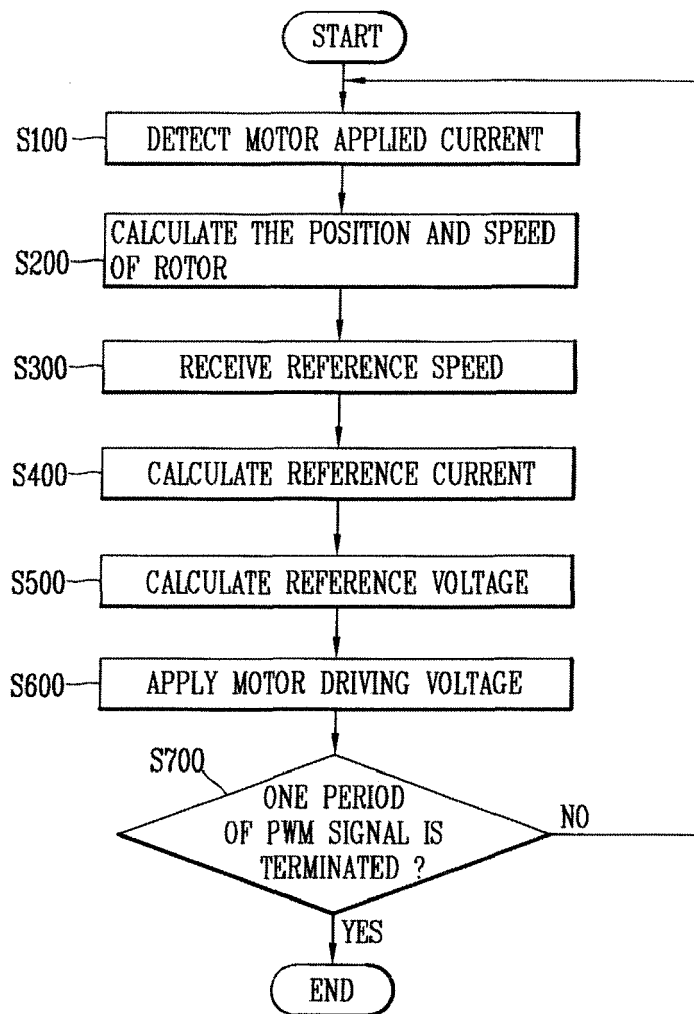 START
S100
DETECT MOTOR APPLIED CURRENT
S200
CALCULATE THE POSITION AND SPEED
OF ROTOR
S300
RECEIVE REFERENCE SPEED
S400
CALCULATE REFERENCE CURRENT
S500
CALCULATE REFERENCE VOLTAGE
S600
APPLY MOTOR DRIVING VOLTAGE
S700
ONE PERIOD
OF PWM SIGNAL IS
TERMINATED ?
NO
YES
END